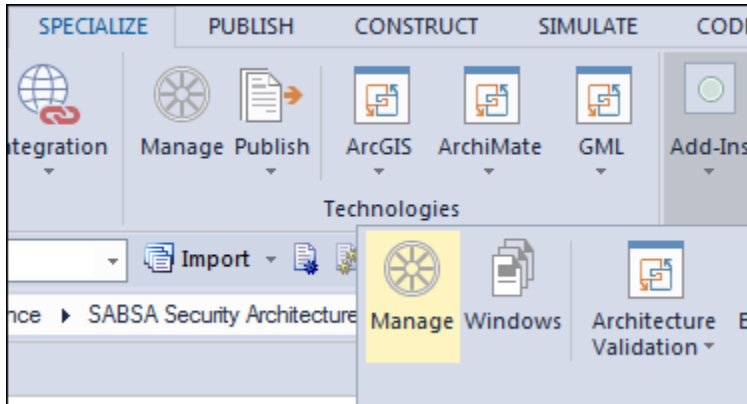 SPECIALIZE PUBLISH CONSTRUCT SIMULATE CODE
ntegration Manage Publish ArcGIS ArchiMate GML Add-Ins
Technologies
Import
nce SABSA Security Architecture
Manage Windows Architecture
Validation